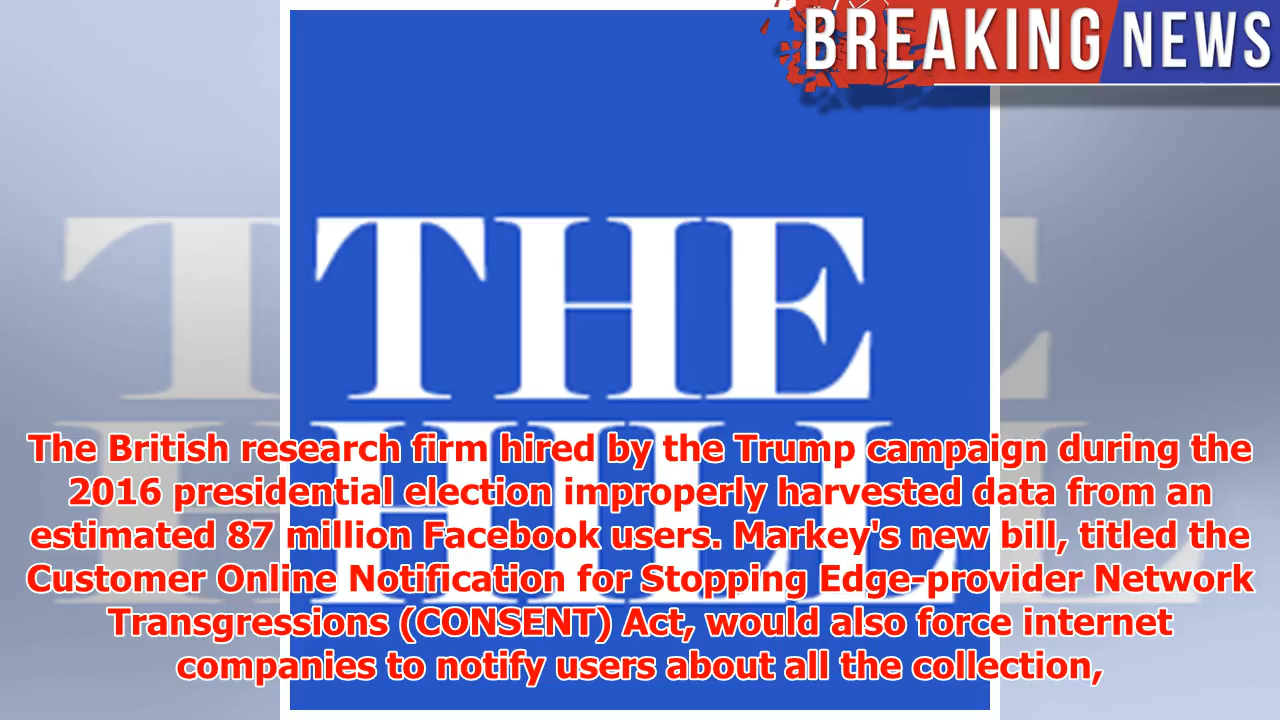 BREAKING NEWS
THE
HILL
The British research firm hired by the Trump campaign during the
2016 presidential election improperly harvested data from an
estimated 87 million Facebook users. Markey's new bill, titled the
Customer Online Notification for Stopping Edge-provider Network
Transgressions (CONSENT) Act, would also force internet
companies to notify users about all the collection,